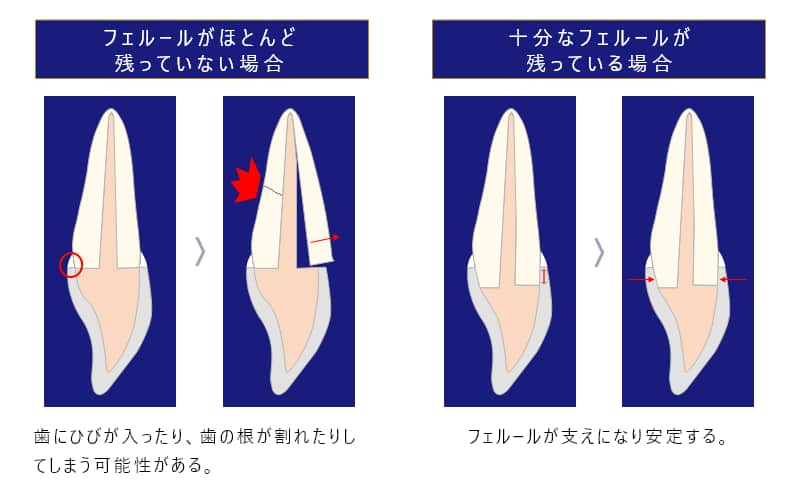 フェルールがほとんど
残っていない場合
十分なフェルールが
残っている場合
歯にひびが入ったり、歯の根が割れたりし
てしまう可能性がある。
フェルールが支えになり安定する。